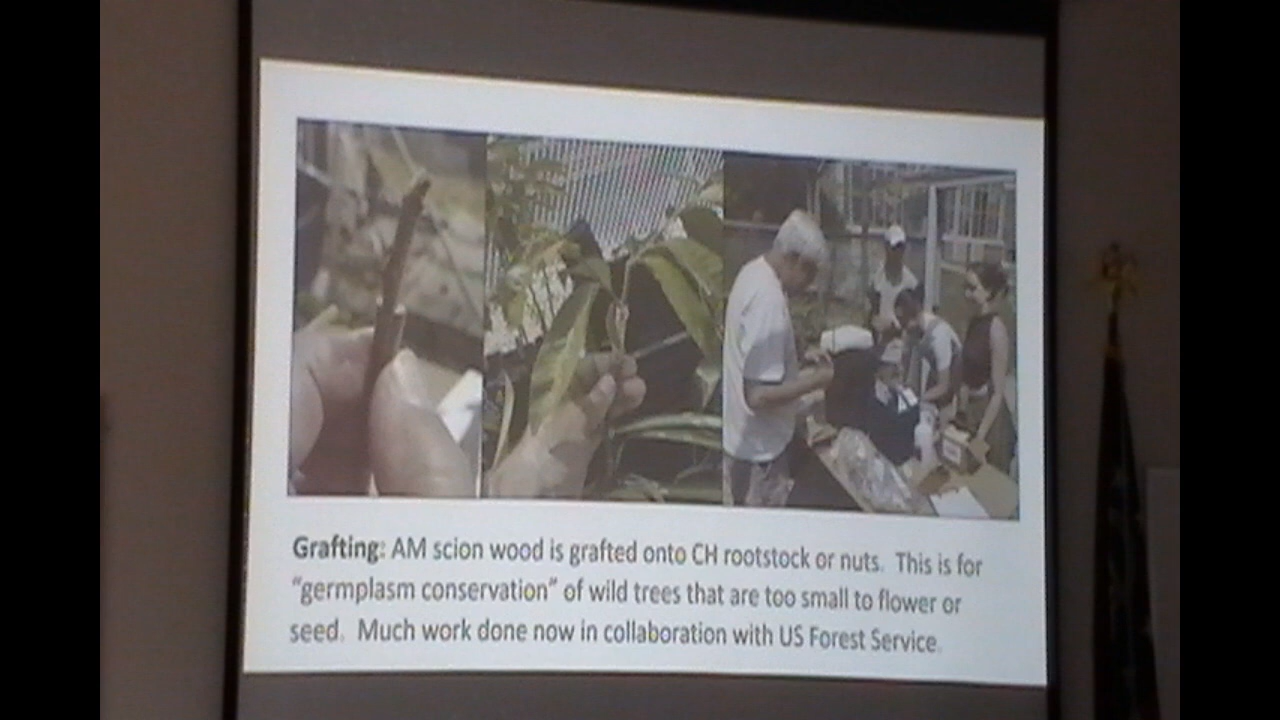 Grafting: AM scion wood is grafted onto CH rootstock or nuts. This is for
"germplasm conservation" of wild trees that are too small to flower or
seed. Much work done now in collaboration with US Forest Service.